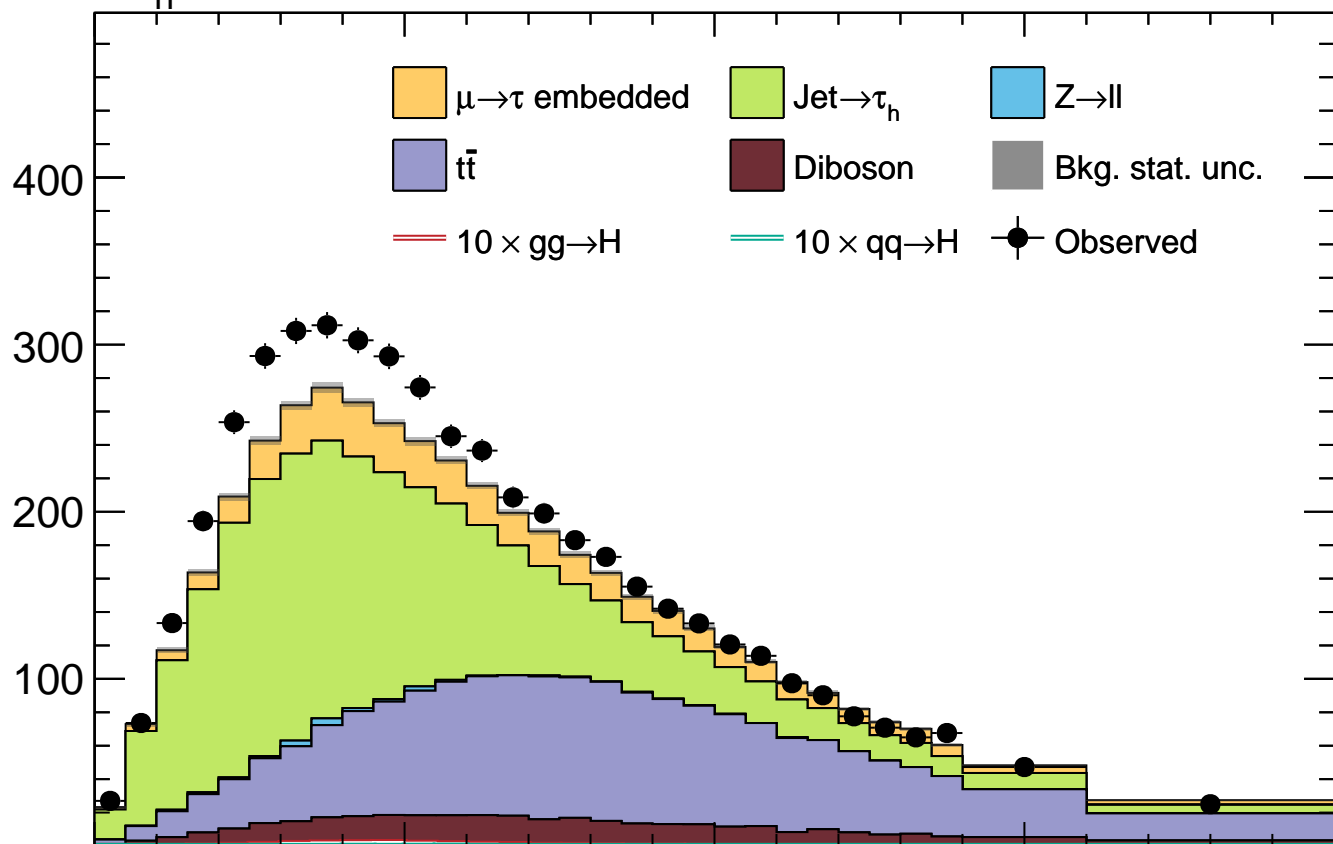 μ→τ embedded Jet→τh Z→ll
tt̄ Diboson Bkg. stat. unc.
10 × gg→H 10 × qq→H Observed
400
300
200
100